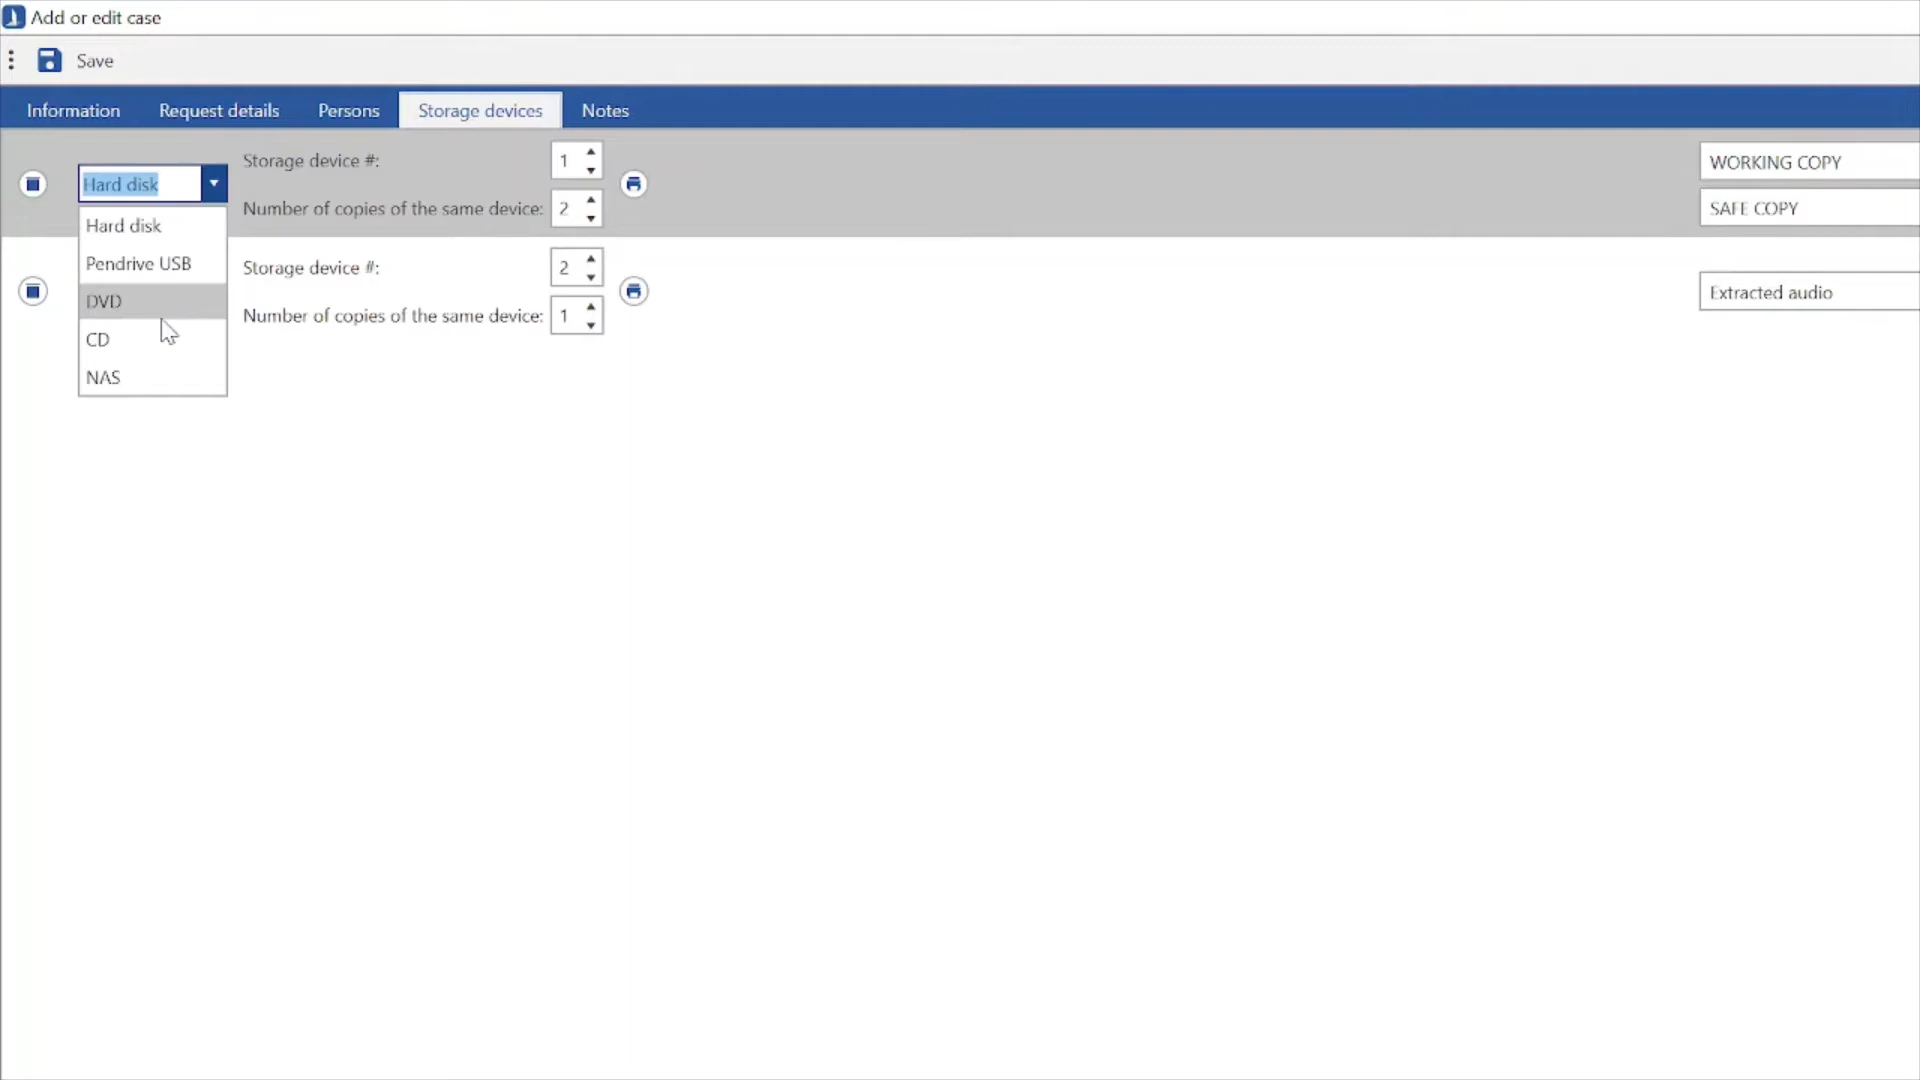 Add or edit case
Save
Information Request details Persons Storage devices Notes
Hard disk
Storage device #: 1
Number of copies of the same device: 2
WORKING COPY
SAFE COPY
Hard disk
Pendrive USB
DVD
CD
NAS
Storage device #: 2
Number of copies of the same device: 1
Extracted audio